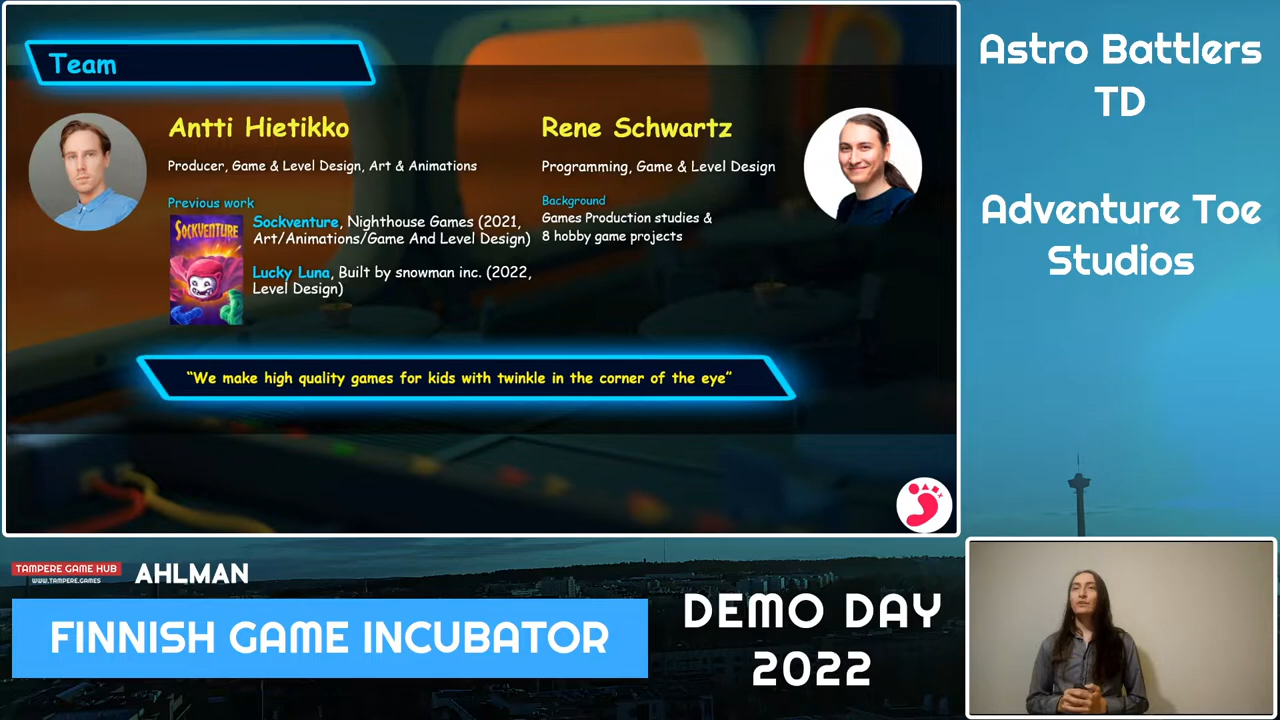 Team
Antti Hietikko
Producer, Game & Level Design, Art & Animations
Previous work
SOCKVENTURE
Sockventure, Nighthouse Games (2021,
Art/Animations/Game And Level Design)
Lucky Luna, Built by snowman inc. (2022,
Level Design)
Rene Schwartz
Programming, Game & Level Design
Background
Games Production studies &
8 hobby game projects
“We make high quality games for kids with twinkle in the corner of the eye”
Astro Battlers
TD
Adventure Toe
Studios
TAMPERE GAME HUB
WWW.TAMPERE.GAMES
AHLMAN
FINNISH GAME INCUBATOR
DEMO DAY
2022